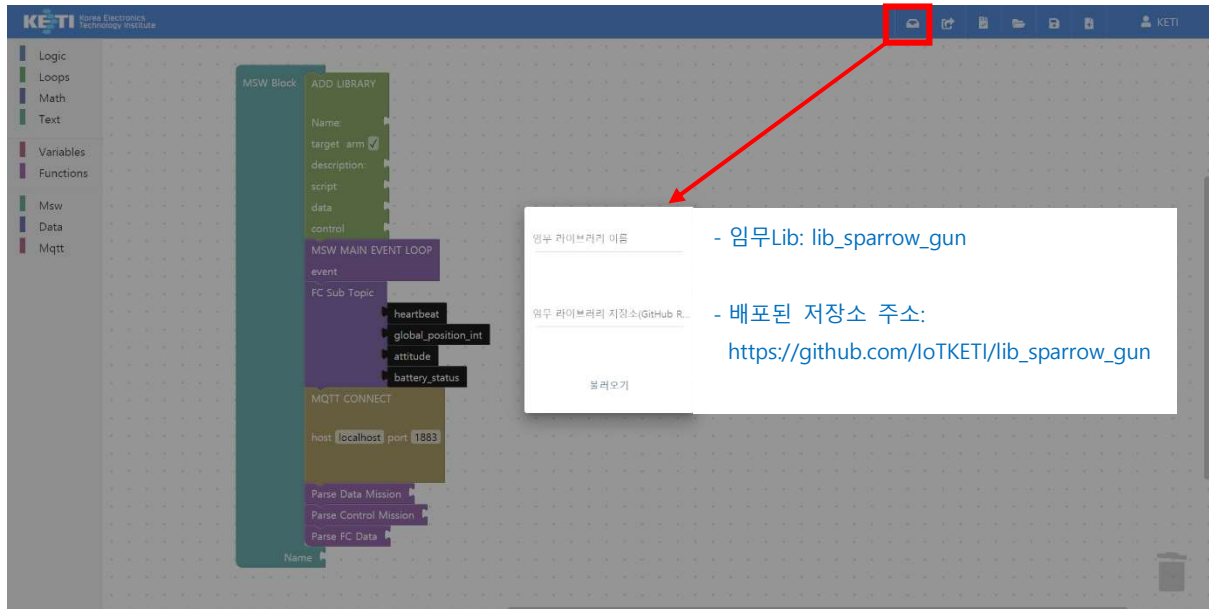 KETI Korea Electronics
Technology Institute
KETI
Logic
Loops
Math
Text
Variables
Functions
Msw
Data
Mqtt
MSW Block
ADD LIBRARY
Name:
target arm
description:
script
data
control
MSW MAIN EVENT LOOP
event
FC Sub Topic
heartbeat
global_position_int
attitude
battery_status
MQTT CONNECT
host localhost port 1883
Parse Data Mission
Parse Control Mission
Parse FC Data
Name
임무 라이브러리 이름
임무 라이브러리 저장소(GitHub R...
불러오기
- 임무Lib: lib_sparrow_gun
- 배포된 저장소 주소:
https://github.com/IoTKETI/lib_sparrow_gun